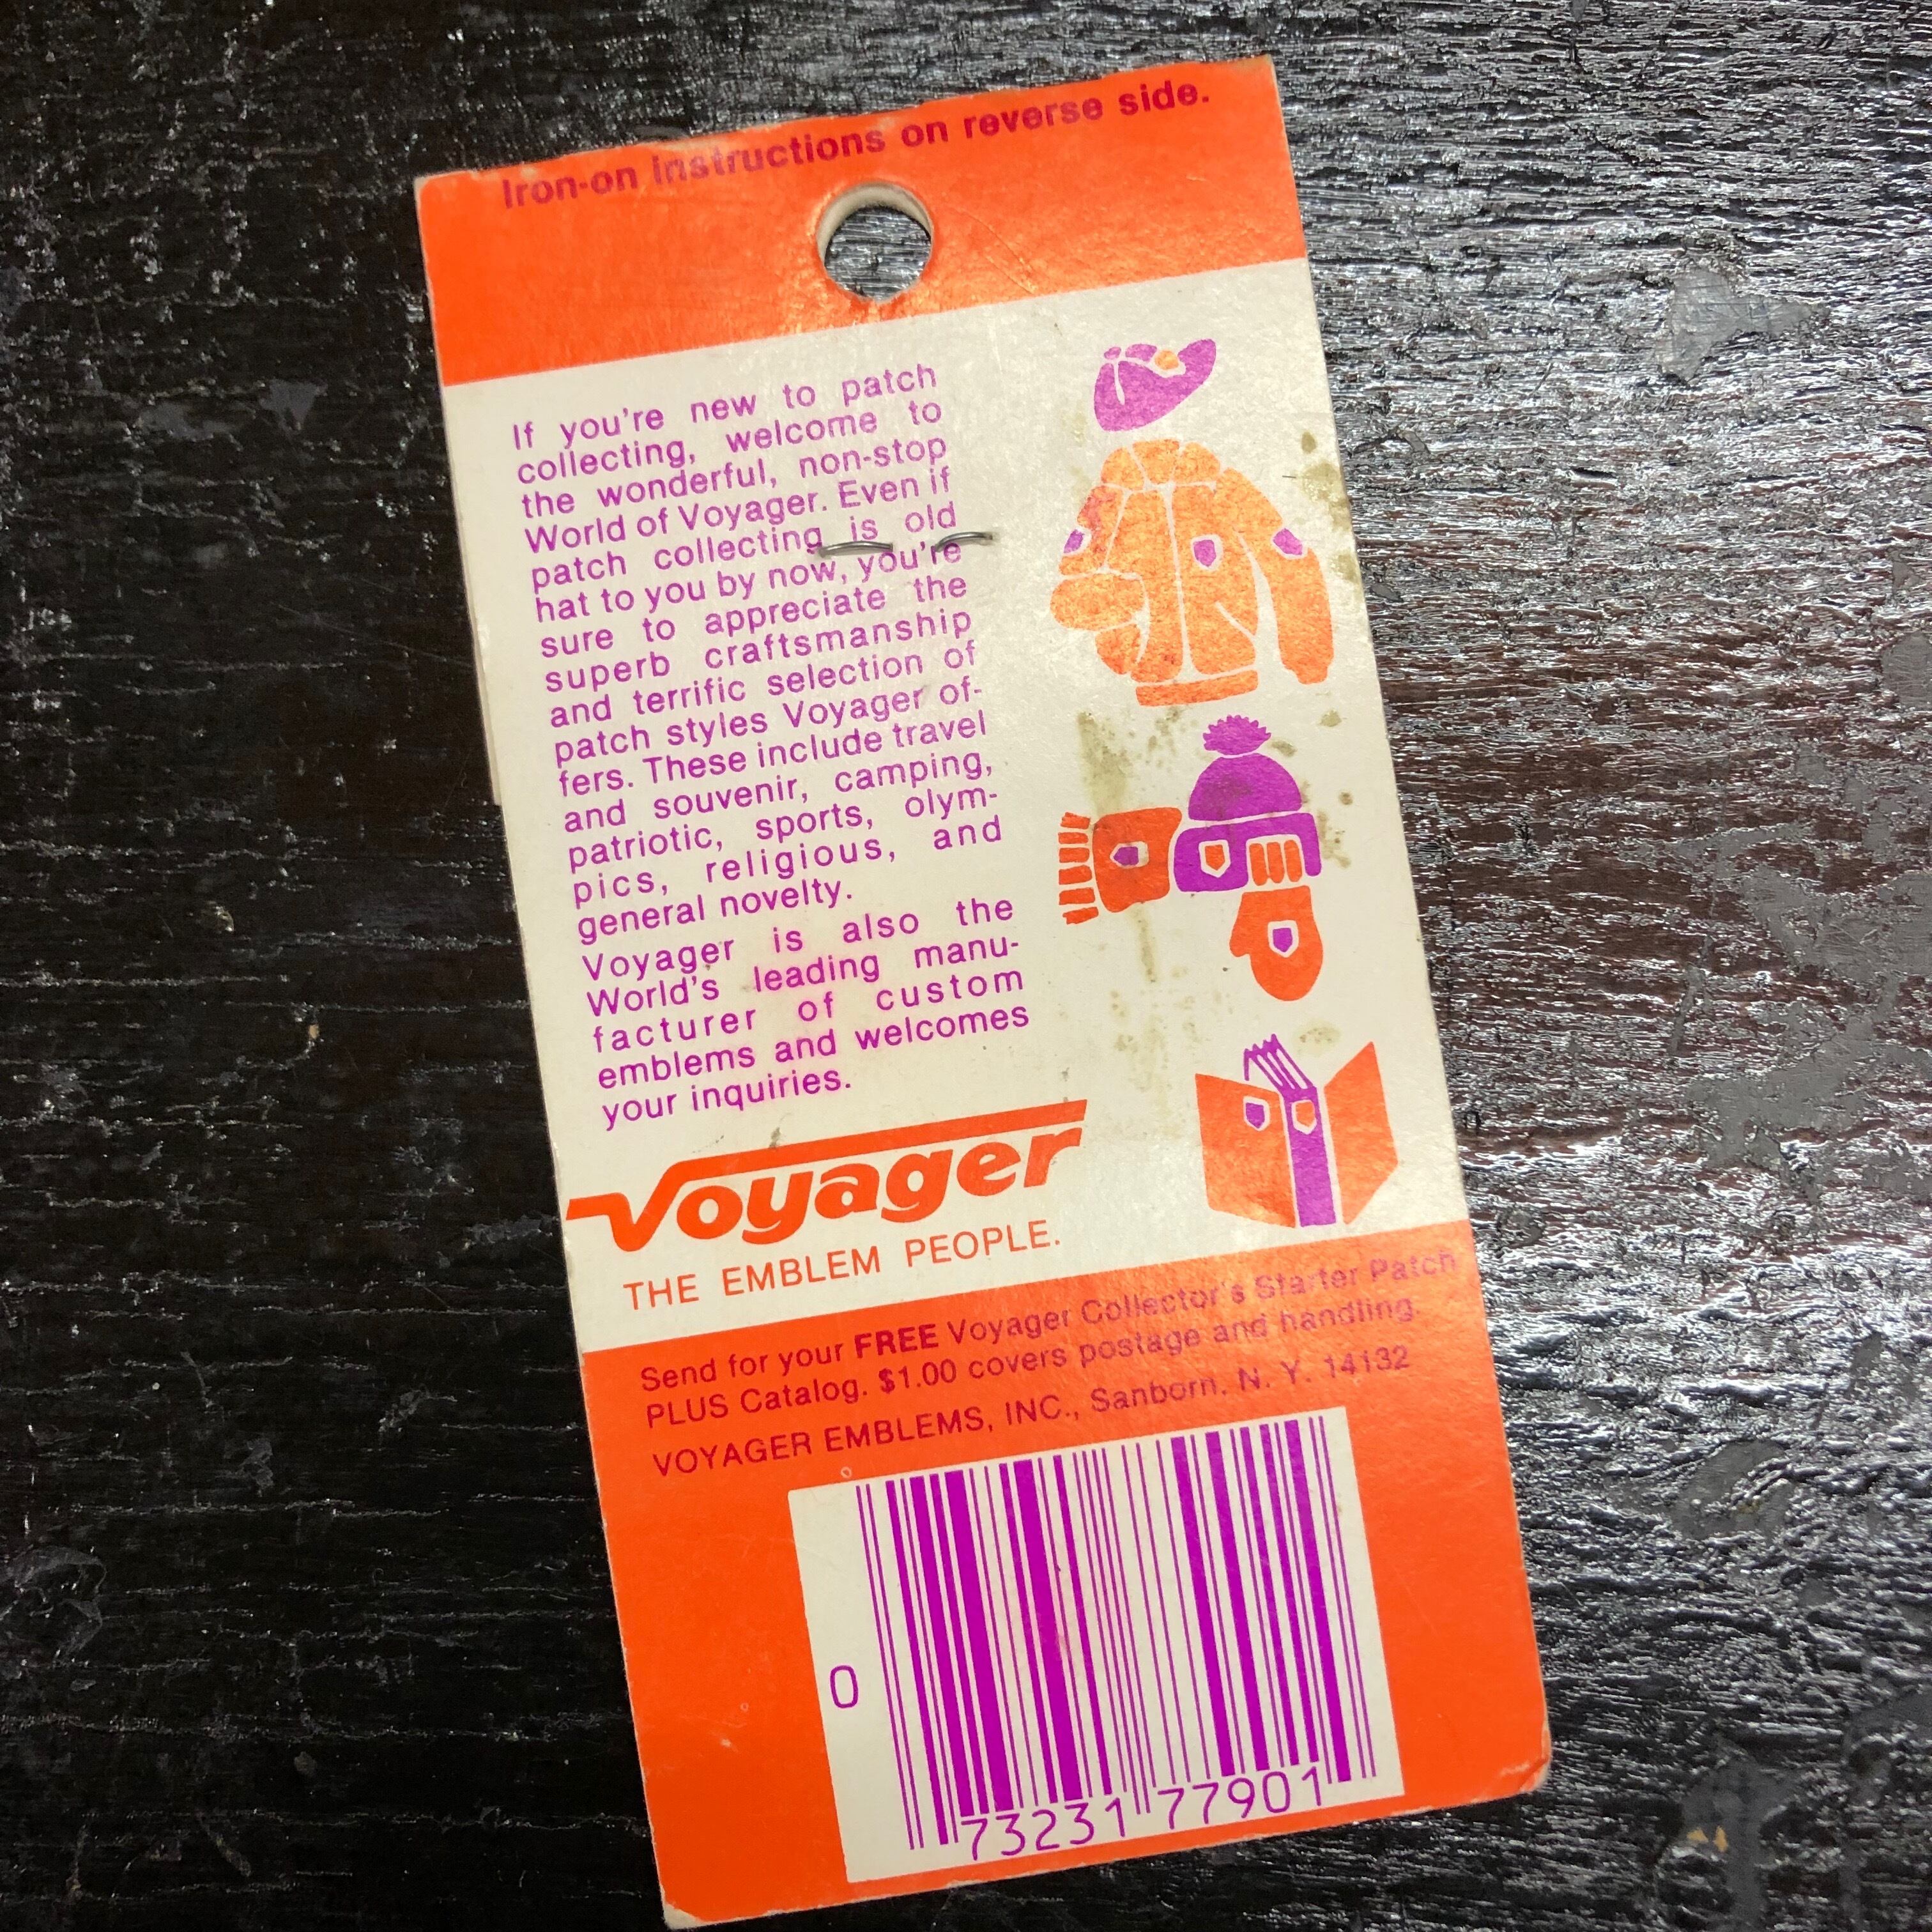 Iron-on instructions on reverse side.
If you're new to patch
collecting, welcome to
the wonderful, non-stop
World of Voyager. Even if
patch collecting is old
hat to you by now, you're
sure to appreciate the
superb craftsmanship
and terrific selection of
patch styles Voyager of-
fers. These include travel
and souvenir, camping,
patriotic, sports, olym-
pics, religious, and
general novelty.
Voyager is also the
World's leading manu-
facturer of custom
emblems and welcomes
your inquiries.
Voyager
THE EMBLEM PEOPLE.
Send for your FREE Voyager Collector's Starter Patch
PLUS Catalog. $1.00 covers postage and handling.
VOYAGER EMBLEMS, INC., Sanborn, N. Y. 14132
0 73231 77901